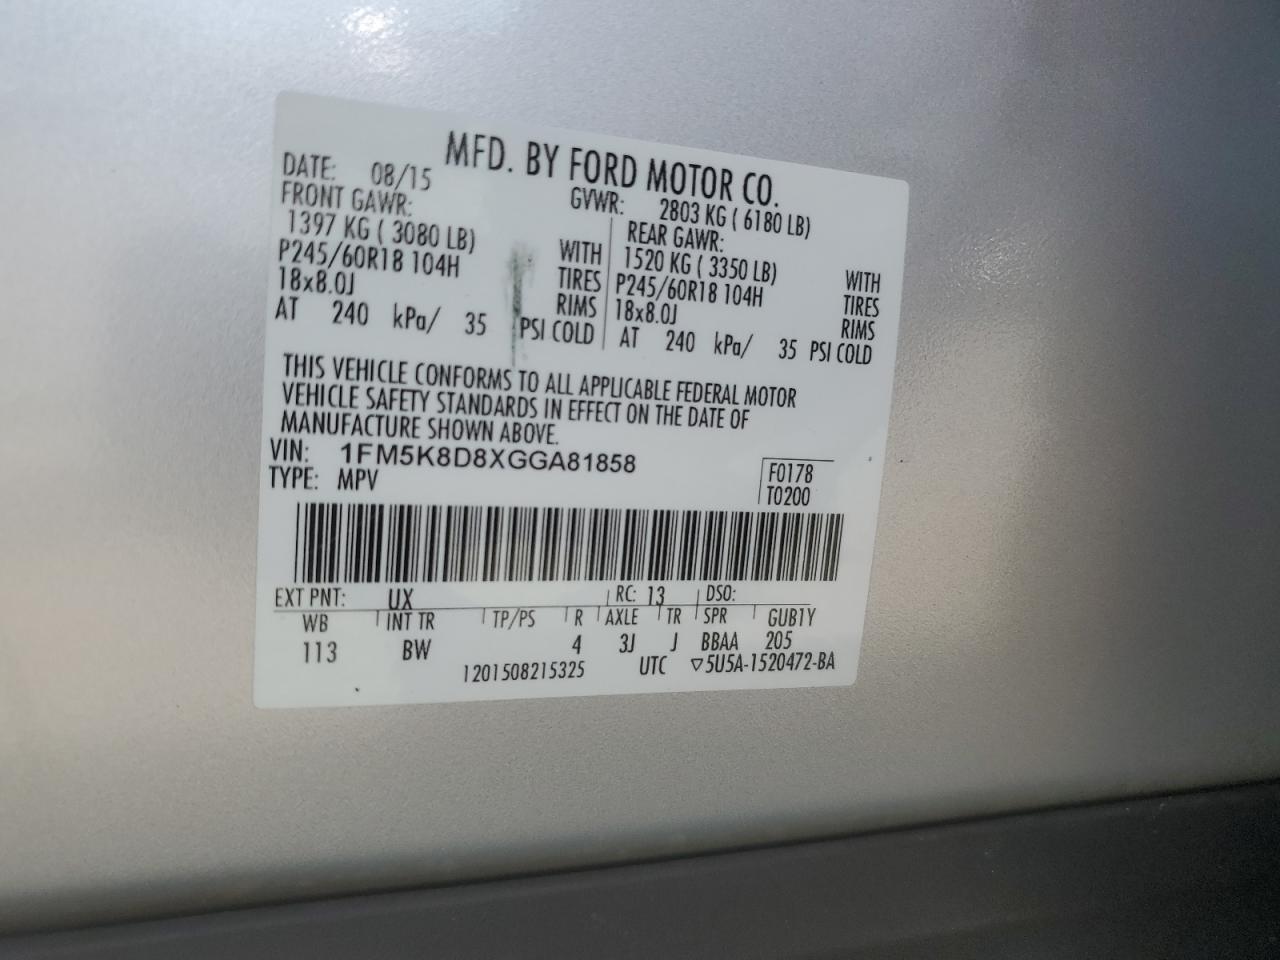 MFD. BY FORD MOTOR CO.
DATE: 08/15 GVWR: 2803 KG ( 6180 LB)
FRONT GAWR: REAR GAWR:
1397 KG ( 3080 LB) WITH 1520 KG ( 3350 LB) WITH
P245/60R18 104H TIRES P245/60R18 104H TIRES
18x8.0J RIMS 18x8.0J RIMS
AT 240 kPa/ 35 PSI COLD AT 240 kPa/ 35 PSI COLD
THIS VEHICLE CONFORMS TO ALL APPLICABLE FEDERAL MOTOR
VEHICLE SAFETY STANDARDS IN EFFECT ON THE DATE OF
MANUFACTURE SHOWN ABOVE.
VIN: 1FM5K8D8XGGA81858
TYPE: MPV
F0178
T0200
EXT PNT: UX RC: 13 DSO:
WB INT TR TP/PS R AXLE TR SPR GUB1Y
113 BW 4 3J J BBAA 205
1201508215325 UTC ▽5U5A-1520472-BA